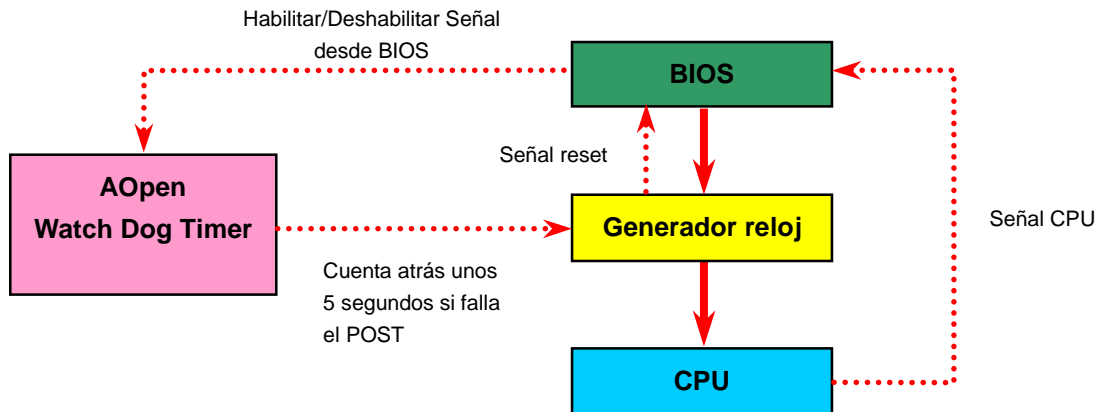 Habilitar/Deshabilitar Señal
desde BIOS
BIOS
Señal reset
AOpen
Watch Dog Timer
Generador reloj
Señal CPU
Cuenta atrás unos
5 segundos si falla
el POST
CPU